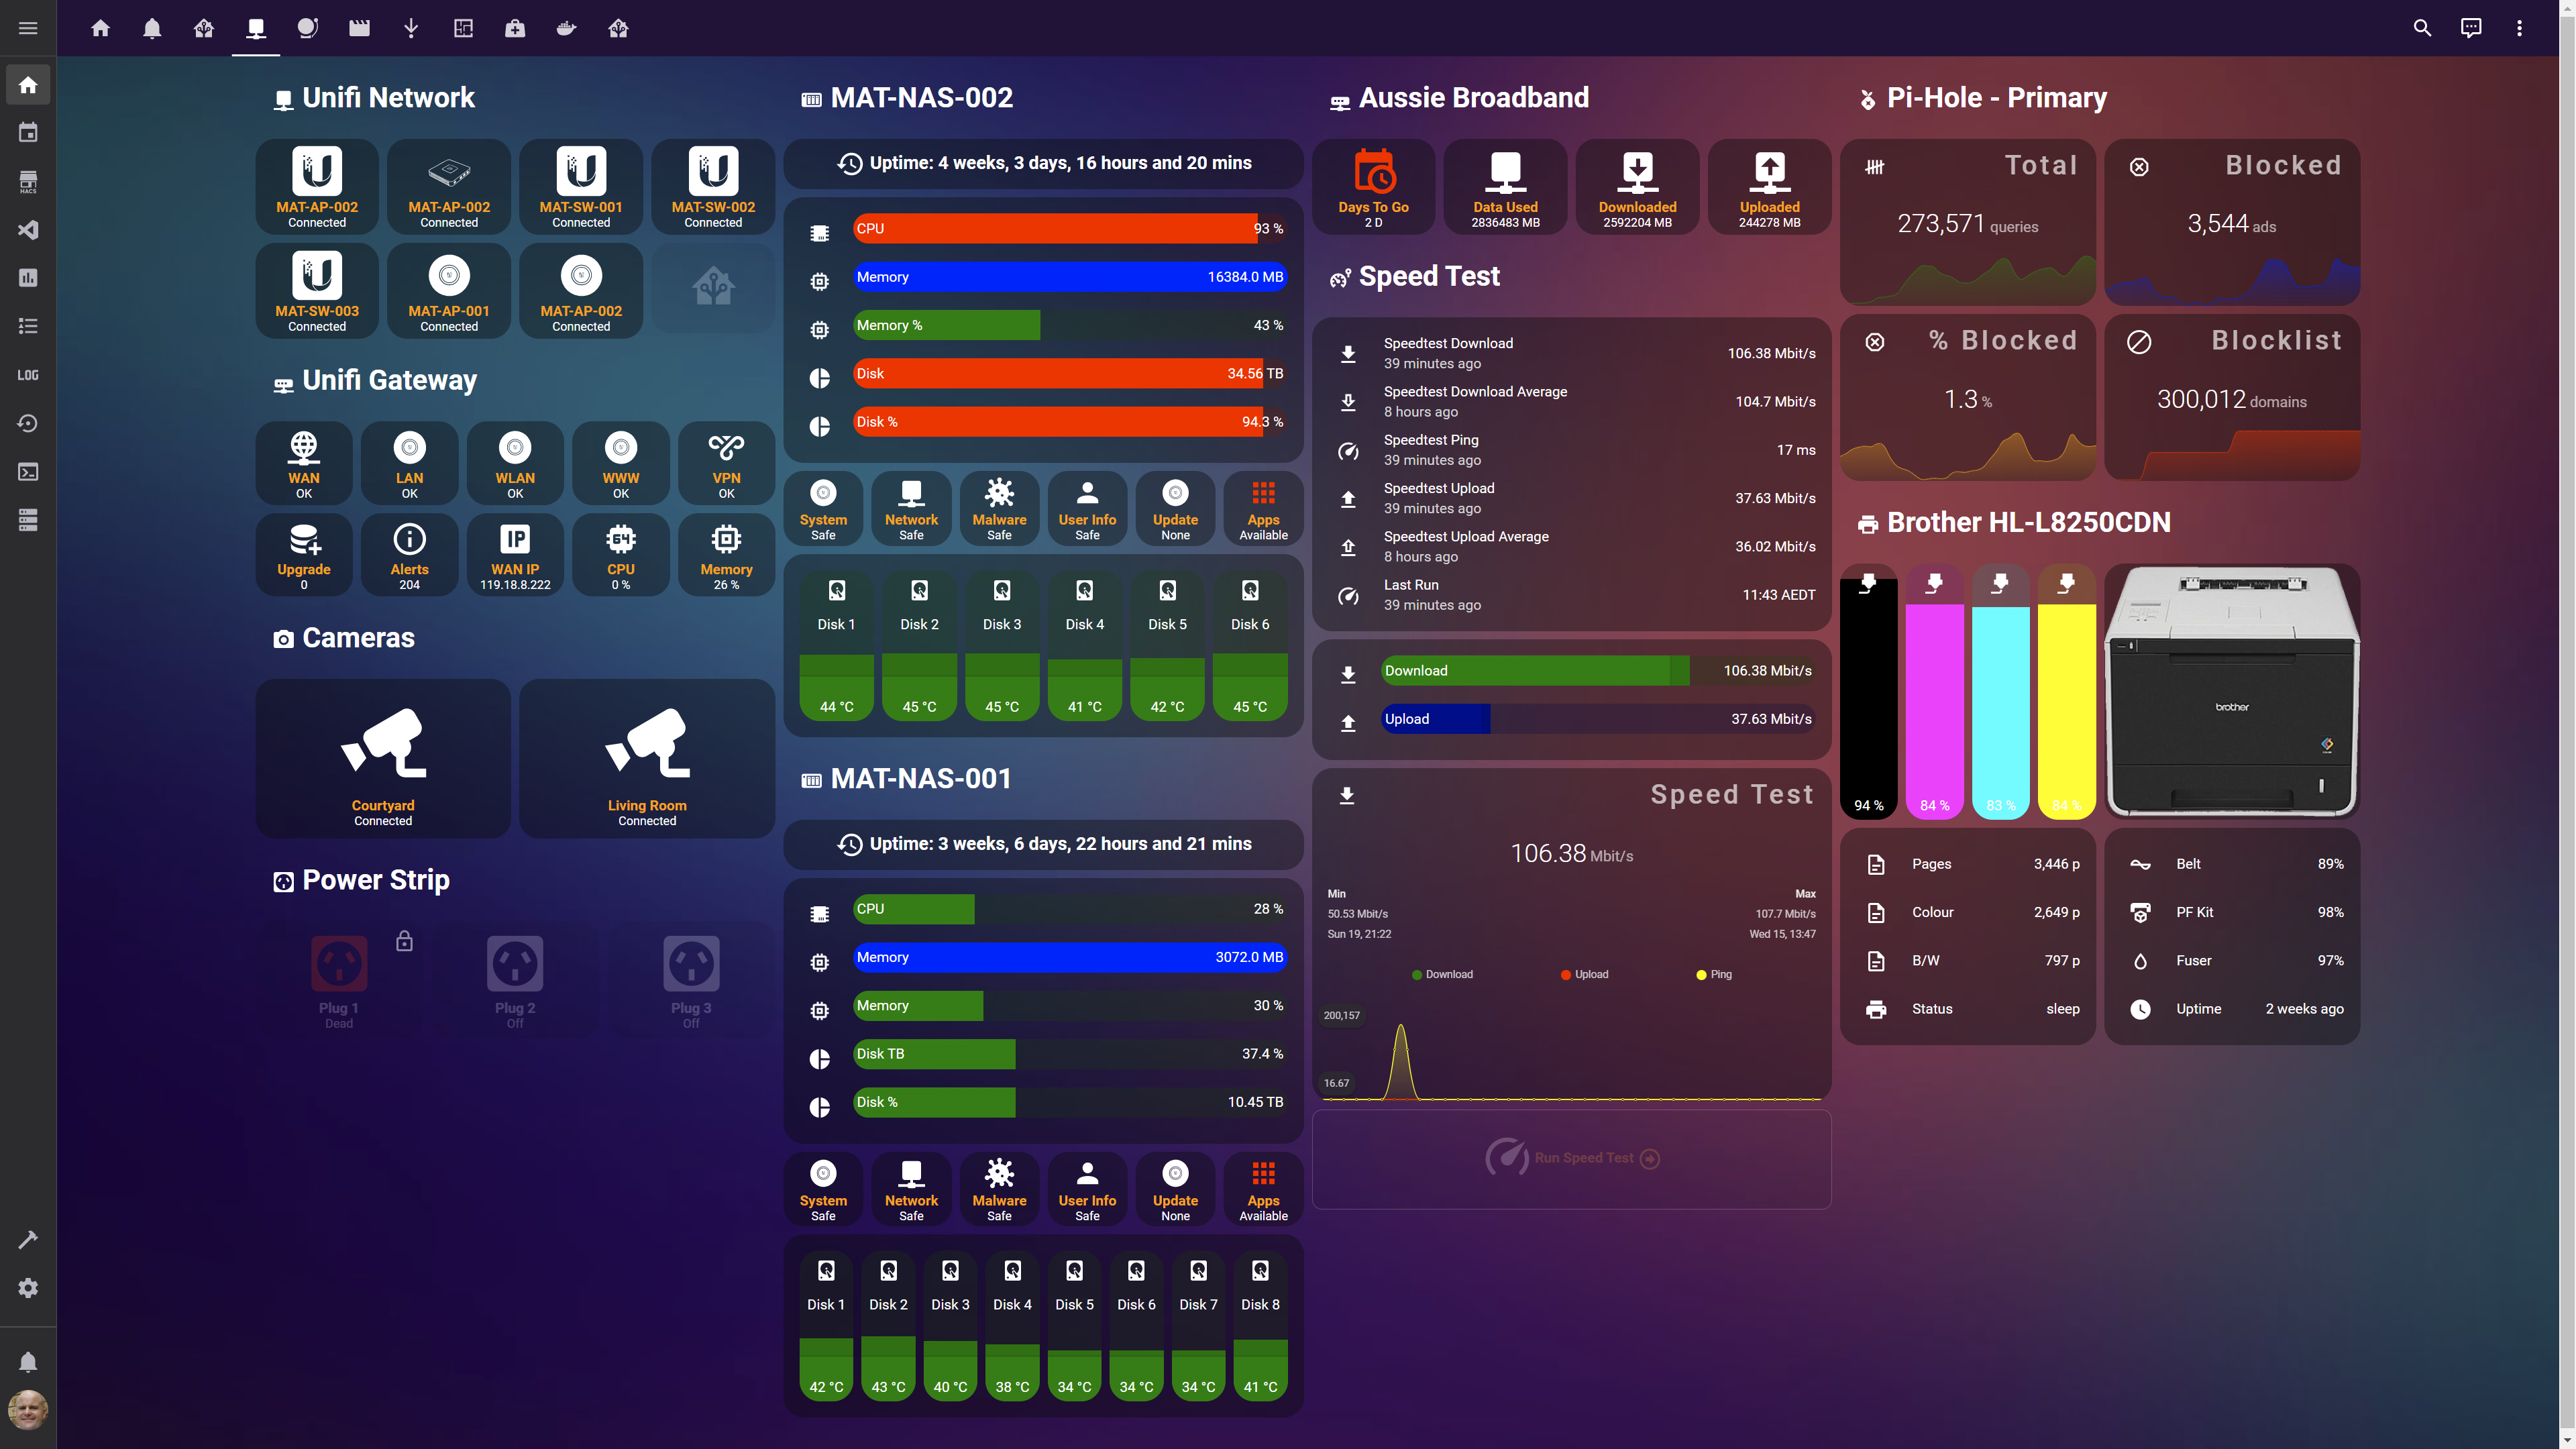 HACS
LOG
Unifi Network
MAT-AP-002
Connected
MAT-AP-002
Connected
MAT-SW-001
Connected
MAT-SW-002
Connected
MAT-SW-003
Connected
MAT-AP-001
Connected
MAT-AP-002
Connected
Unifi Gateway
WAN
OK
LAN
OK
WLAN
OK
WWW
OK
VPN
OK
Upgrade
0
Alerts
204
IP
WAN IP
119.18.8.222
64
CPU
0 %
Memory
26 %
Cameras
Courtyard
Connected
Living Room
Connected
Power Strip
Plug 1
Dead
Plug 2
Off
Plug 3
Off
MAT-NAS-002
Uptime: 4 weeks, 3 days, 16 hours and 20 mins
CPU 93 %
Memory 16384.0 MB
Memory % 43 %
Disk 34.56 TB
Disk % 94.3 %
System
Safe
Network
Safe
Malware
Safe
User Info
Safe
Update
None
Apps
Available
Disk 1
44 °C
Disk 2
45 °C
Disk 3
45 °C
Disk 4
41 °C
Disk 5
42 °C
Disk 6
45 °C
MAT-NAS-001
Uptime: 3 weeks, 6 days, 22 hours and 21 mins
CPU 28 %
Memory 3072.0 MB
Memory 30 %
Disk TB 37.4 %
Disk % 10.45 TB
System
Safe
Network
Safe
Malware
Safe
User Info
Safe
Update
None
Apps
Available
Disk 1
42 °C
Disk 2
43 °C
Disk 3
40 °C
Disk 4
38 °C
Disk 5
34 °C
Disk 6
34 °C
Disk 7
34 °C
Disk 8
41 °C
Aussie Broadband
Days To Go
2 D
Data Used
2836483 MB
Downloaded
2592204 MB
Uploaded
244278 MB
Speed Test
Speedtest Download
39 minutes ago
106.38 Mbit/s
Speedtest Download Average
8 hours ago
104.7 Mbit/s
Speedtest Ping
39 minutes ago
17 ms
Speedtest Upload
39 minutes ago
37.63 Mbit/s
Speedtest Upload Average
8 hours ago
36.02 Mbit/s
Last Run
39 minutes ago
11:43 AEDT
Download 106.38 Mbit/s
Upload 37.63 Mbit/s
Speed Test
106.38 Mbit/s
Min Max
50.53 Mbit/s 107.7 Mbit/s
Sun 19, 21:22 Wed 15, 13:47
Download Upload Ping
200,157
16.67
Run Speed Test
Pi-Hole - Primary
Total
273,571 queries
Blocked
3,544 ads
% Blocked
1.3 %
Blocklist
300,012 domains
Brother HL-L8250CDN
94 %
84 %
83 %
84 %
brother
Pages 3,446 p
Colour 2,649 p
B/W 797 p
Status sleep
Belt 89%
PF Kit 98%
Fuser 97%
Uptime 2 weeks ago